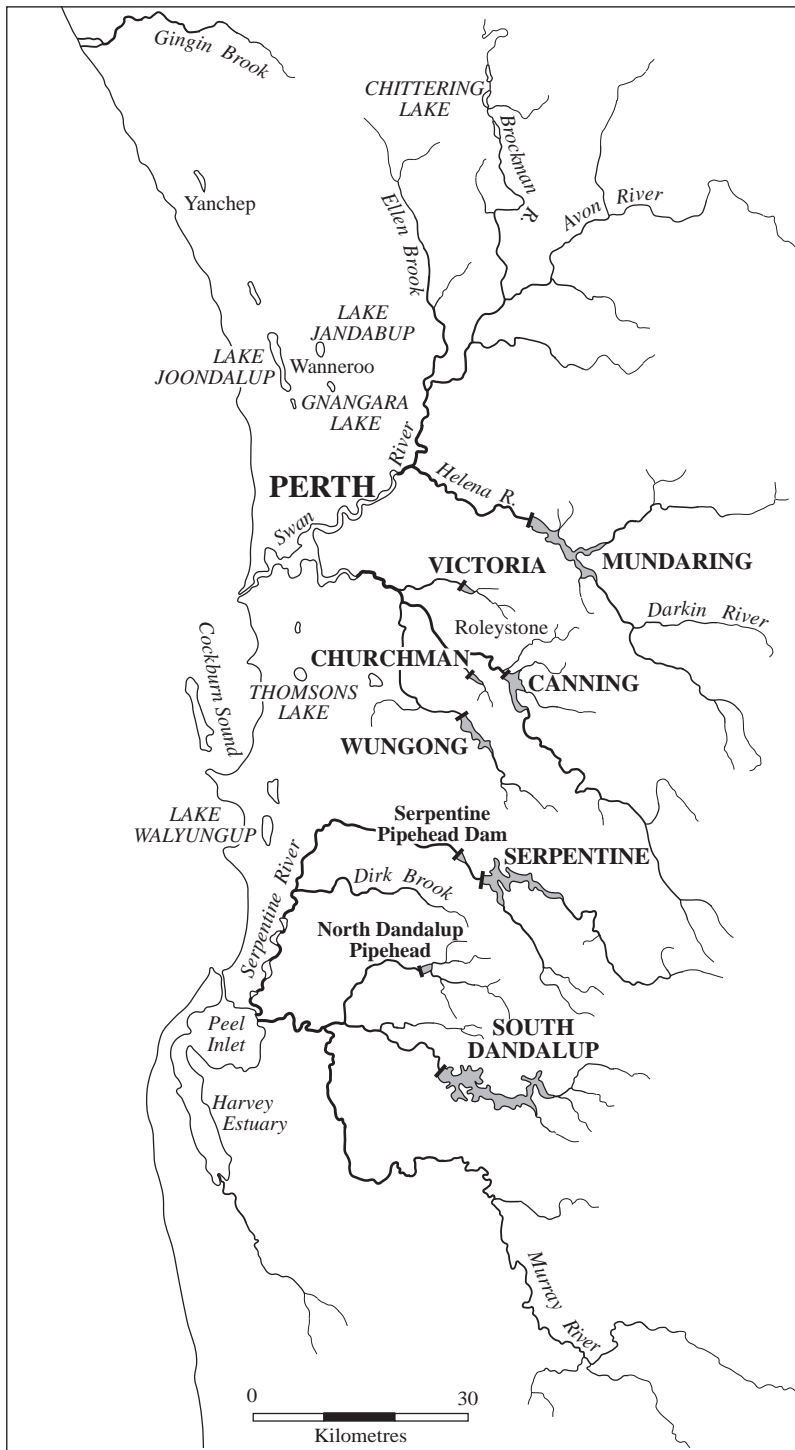 Gingin Brook
CHITTERING
LAKE
Brockman R.
Avon River
Ellen Brook
Yanchep
LAKE
JANDABUP
LAKE
JOONDALUP
Wanneroo
GNANGARA
LAKE
PERTH
Swan River
Helena R.
MUNDARING
VICTORIA
Darkin River
Roleystone
CHURCHMAN
CANNING
Cockburn Sound
THOMSONS
LAKE
WUNGONG
LAKE
WALYUNGUP
Serpentine
Pipehead Dam
SERPENTINE
Serpentine River
Dirk Brook
North Dandalup
Pipehead
Peel
Inlet
SOUTH
DANDALUP
Harvey
Estuary
Murray River
0 30
Kilometres